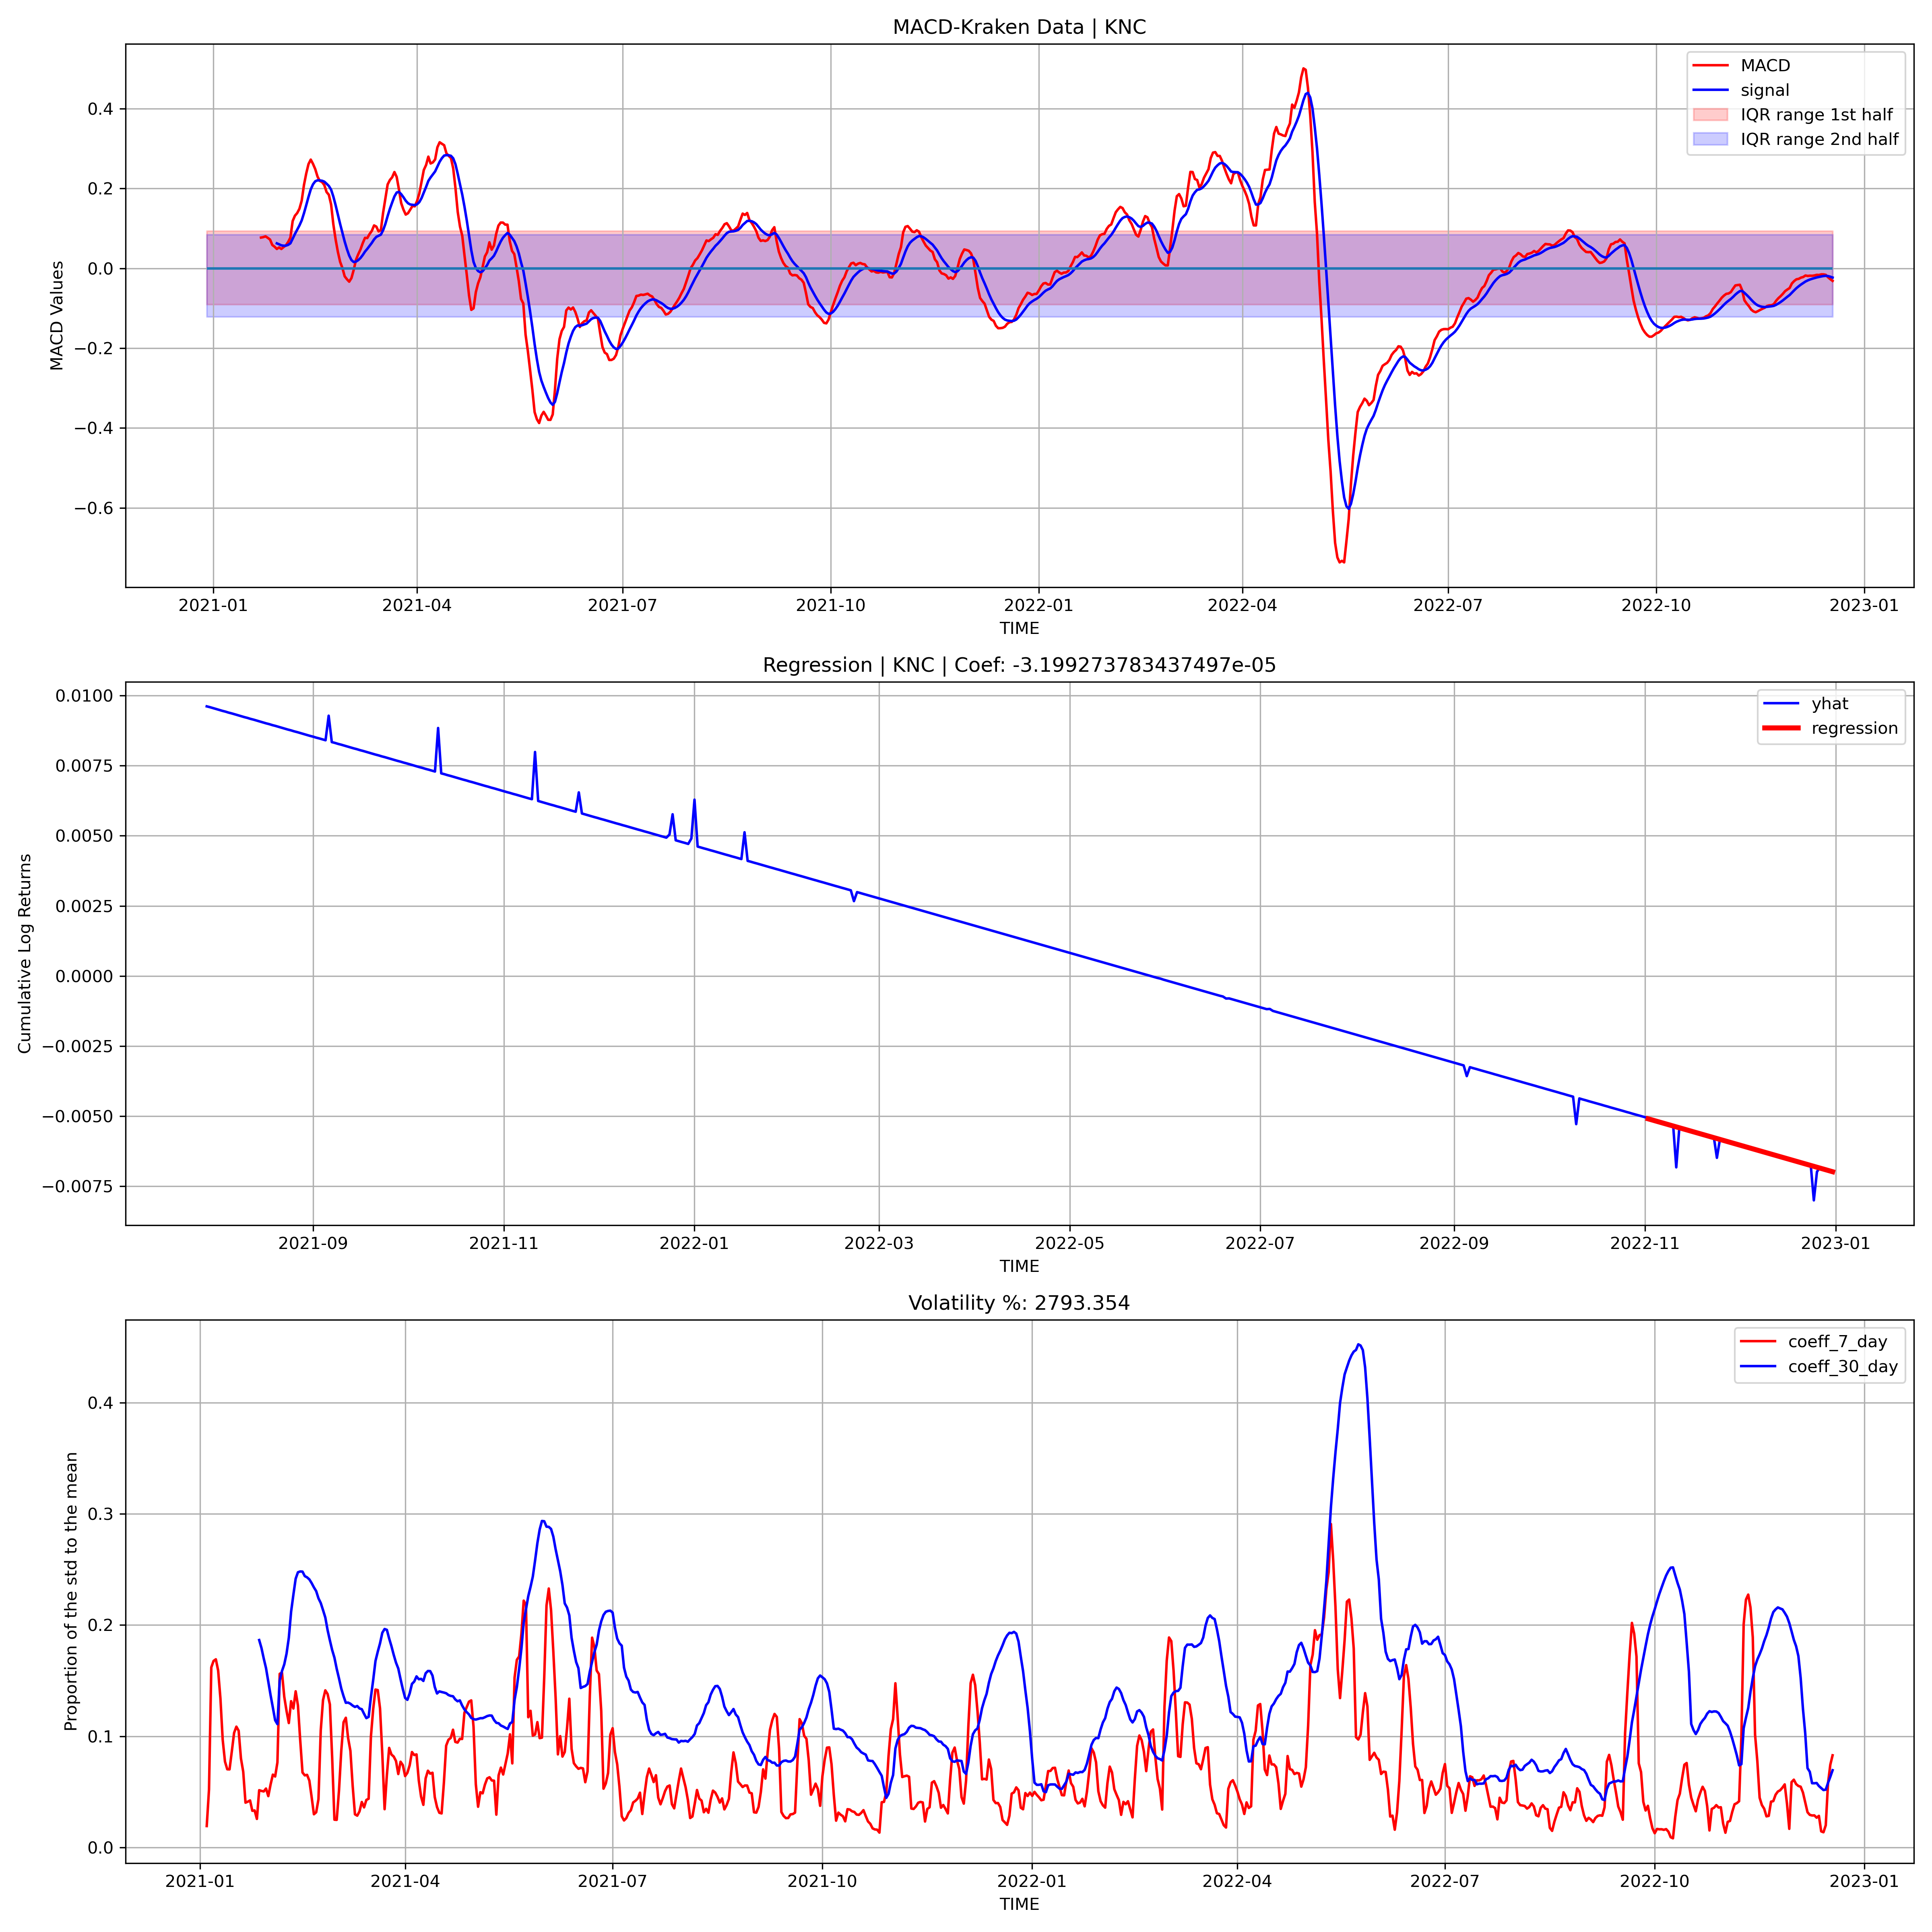 MACD-Kraken Data | KNC
MACD
signal
IQR range 1st half
IQR range 2nd half
0.4
0.2
0.0
−0.2
−0.4
−0.6
MACD Values
2021-01 2021-04 2021-07 2021-10 2022-01 2022-04 2022-07 2022-10 2023-01
TIME
Regression | KNC | Coef: -3.199273783437497e-05
yhat
regression
0.0100
0.0075
0.0050
0.0025
0.0000
−0.0025
−0.0050
−0.0075
Cumulative Log Returns
2021-09 2021-11 2022-01 2022-03 2022-05 2022-07 2022-09 2022-11 2023-01
TIME
Volatility %: 2793.354
coeff_7_day
coeff_30_day
0.4
0.3
0.2
0.1
0.0
Proportion of the std to the mean
2021-01 2021-04 2021-07 2021-10 2022-01 2022-04 2022-07 2022-10 2023-01
TIME